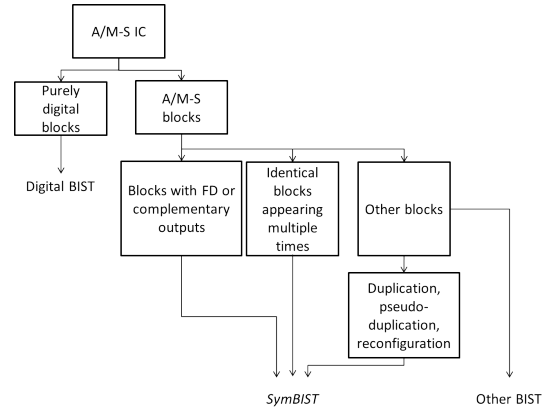 A/M-S IC
Purely
digital
blocks
A/M-S
blocks
Digital BIST
Blocks with FD or
complementary
outputs
Identical
blocks
appearing
multiple
times
Other blocks
Duplication,
pseudo-
duplication,
reconfiguration
SymBIST
Other BIST